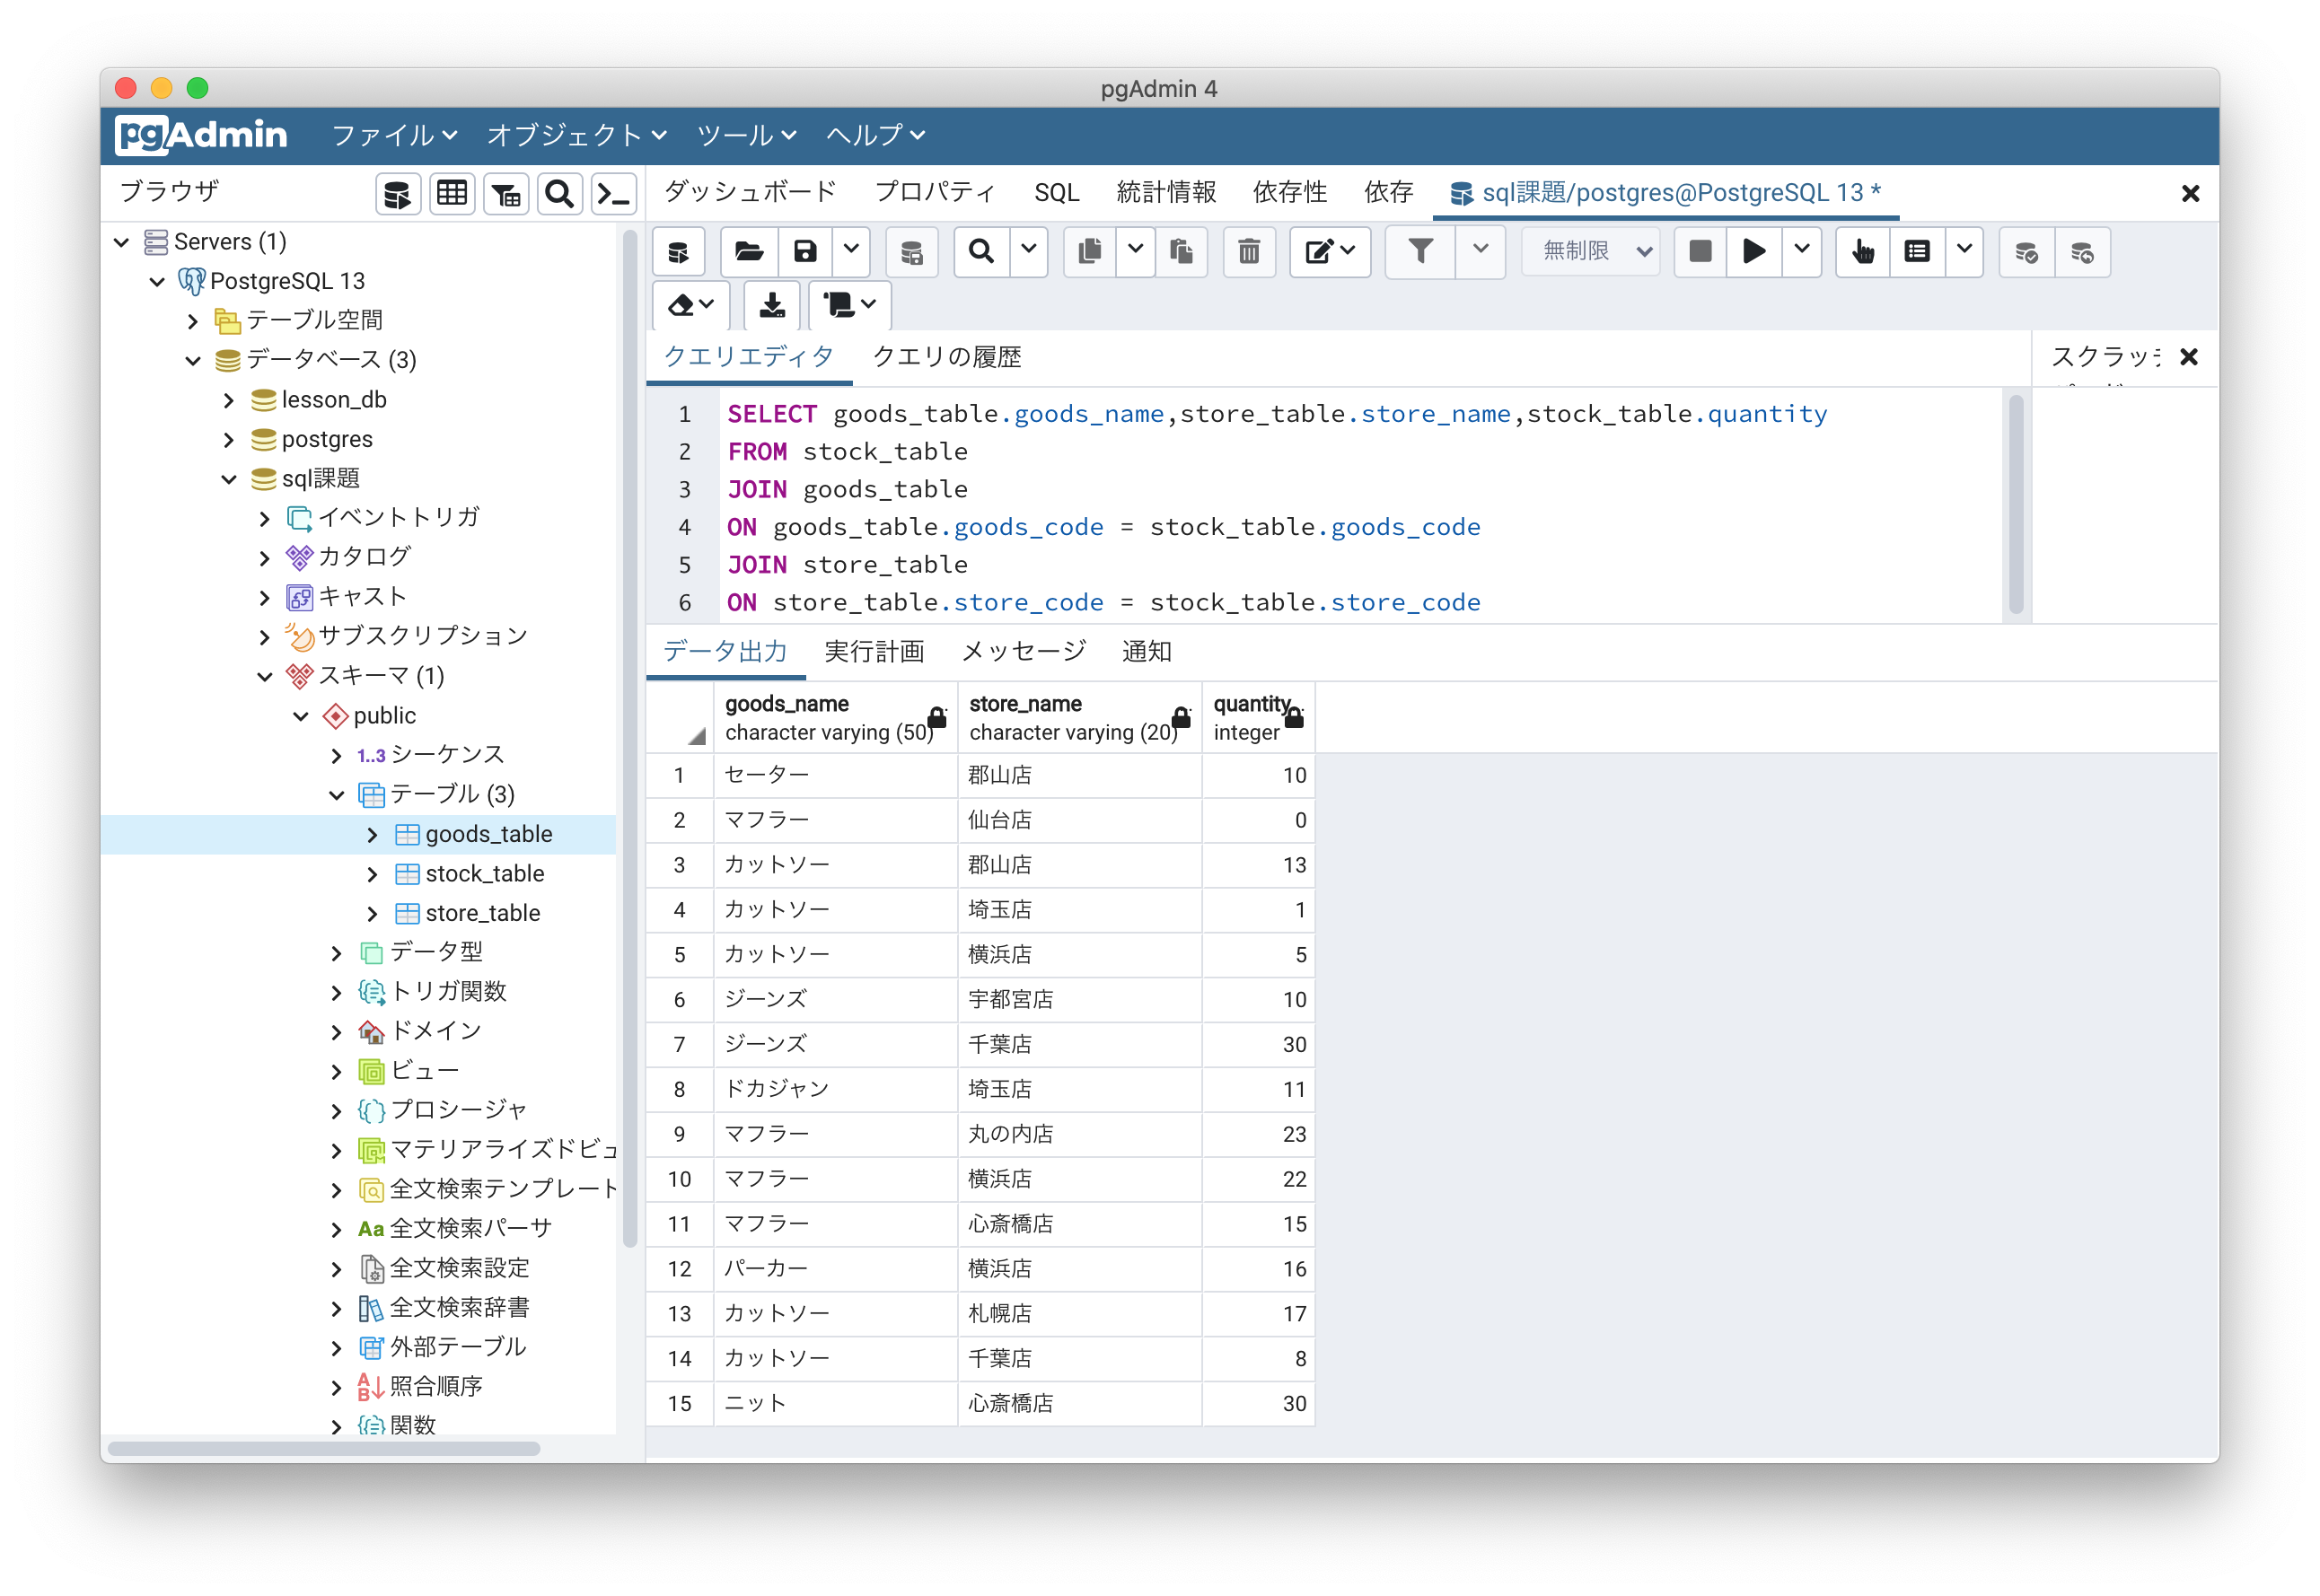 pgAdmin 4
pgAdmin ファイル オブジェクト ツール ヘルプ
ブラウザ
ダッシュボード プロパティ SQL 統計情報 依存性 依存 sql課題/postgres@PostgreSQL 13 *
Servers (1)
PostgreSQL 13
テーブル空間
データベース (3)
lesson_db
postgres
sql課題
イベントトリガ
カタログ
キャスト
サブスクリプション
スキーマ (1)
public
1..3 シーケンス
テーブル (3)
goods_table
stock_table
store_table
データ型
トリガ関数
ドメイン
ビュー
プロシージャ
マテリアライズドビュ
全文検索テンプレート
Aa 全文検索パーサ
全文検索設定
全文検索辞書
外部テーブル
照合順序
関数
無制限
クエリエディタ クエリの履歴
スクラッチ
1 SELECT goods_table.goods_name,store_table.store_name,stock_table.quantity
2 FROM stock_table
3 JOIN goods_table
4 ON goods_table.goods_code = stock_table.goods_code
5 JOIN store_table
6 ON store_table.store_code = stock_table.store_code
データ出力 実行計画 メッセージ 通知
goods_name store_name quantity
character varying (50) character varying (20) integer
1 セーター 郡山店 10
2 マフラー 仙台店 0
3 カットソー 郡山店 13
4 カットソー 埼玉店 1
5 カットソー 横浜店 5
6 ジーンズ 宇都宮店 10
7 ジーンズ 千葉店 30
8 ドカジャン 埼玉店 11
9 マフラー 丸の内店 23
10 マフラー 横浜店 22
11 マフラー 心斎橋店 15
12 パーカー 横浜店 16
13 カットソー 札幌店 17
14 カットソー 千葉店 8
15 ニット 心斎橋店 30